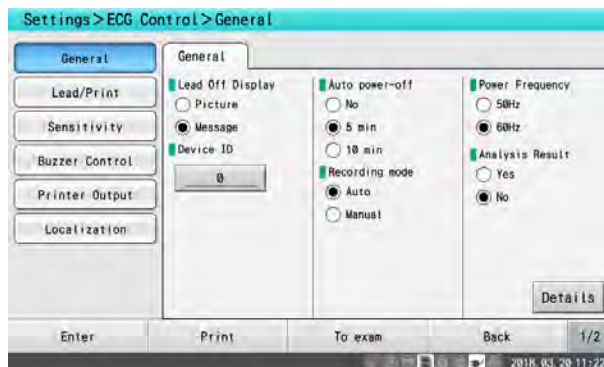 Settings>ECG Control>General
General
Lead/Print
Sensitivity
Buzzer Control
Printer Output
Localization
General
Lead Off Display
Picture
Message
Device ID
0
Auto power-off
No
5 min
10 min
Recording mode
Auto
Manual
Power Frequency
50Hz
60Hz
Analysis Result
Yes
No
Details
Enter
Print
To exam
Back
1/2
2018.03.20 11:22